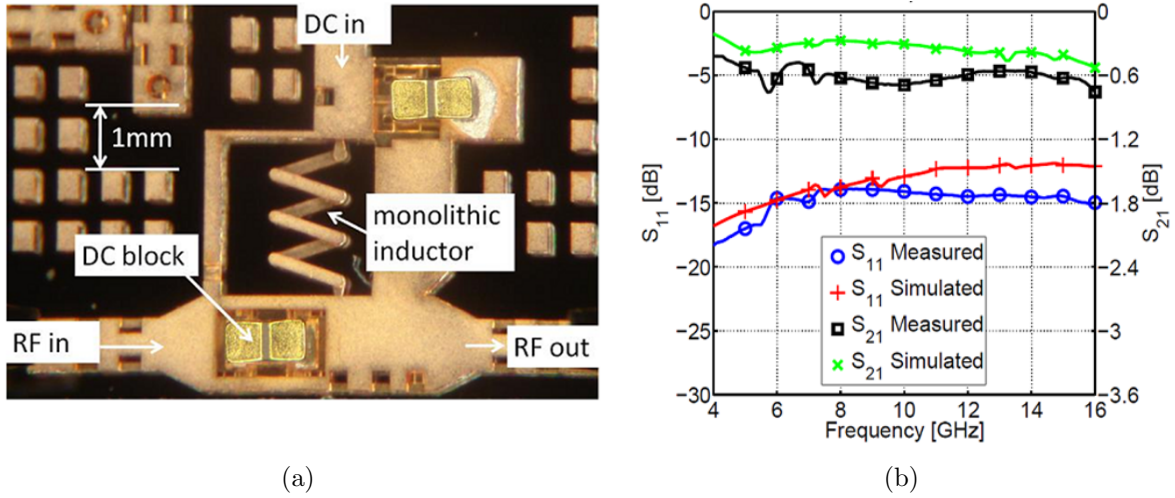 DC in
1mm
monolithic
inductor
DC block
RF in
RF out
(a)
0
−5
−10
−15
−20
−25
−30
S11 [dB]
0
−0.6
−1.2
−1.8
−2.4
−3
−3.6
S21 [dB]
S11 Measured
S11 Simulated
S21 Measured
S21 Simulated
4 6 8 10 12 14 16
Frequency [GHz]
(b)